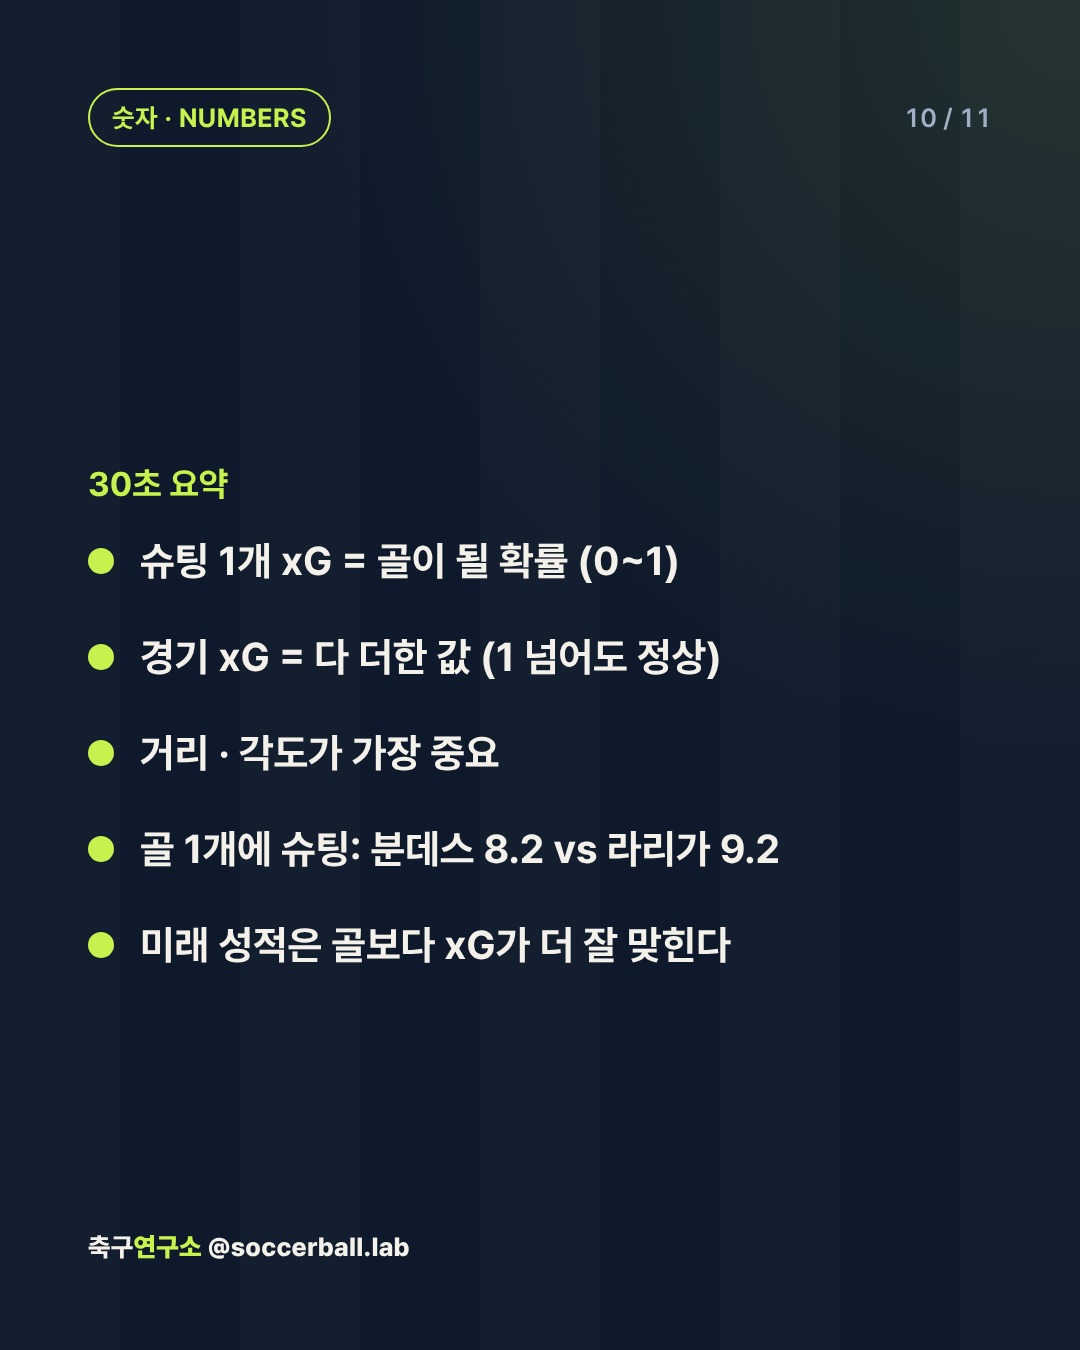 숫자 · NUMBERS
10 / 11
30초 요약
슈팅 1개 xG = 골이 될 확률 (0~1)
경기 xG = 다 더한 값 (1 넘어도 정상)
거리 · 각도가 가장 중요
골 1개에 슈팅: 분데스 8.2 vs 라리가 9.2
미래 성적은 골보다 xG가 더 잘 맞힌다
축구연구소 @soccerball.lab